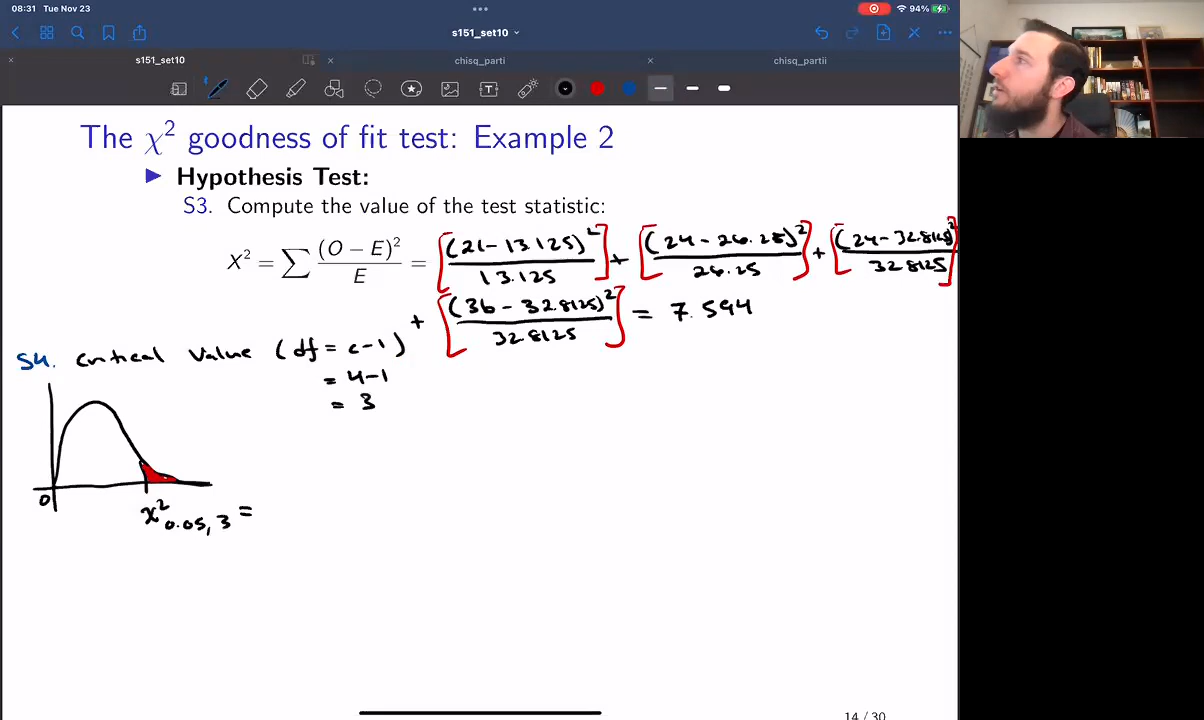 08:31 Tue Nov 23
94%
s151_set10
s151_set10
chisq_parti
chisq_partii
The χ² goodness of fit test: Example 2
Hypothesis Test:
S3. Compute the value of the test statistic:
X² = ∑ (O − E)² / E = [(21 − 13.125)² / 13.125] + [(24 − 26.25)² / 26.25] + [(24 − 32.8125)² / 32.8125]
+ [(36 − 32.8125)² / 32.8125] = 7.594
S4. Critical Value (df = c−1)
= 4−1
= 3
0
χ²0.05, 3 =
14 / 30